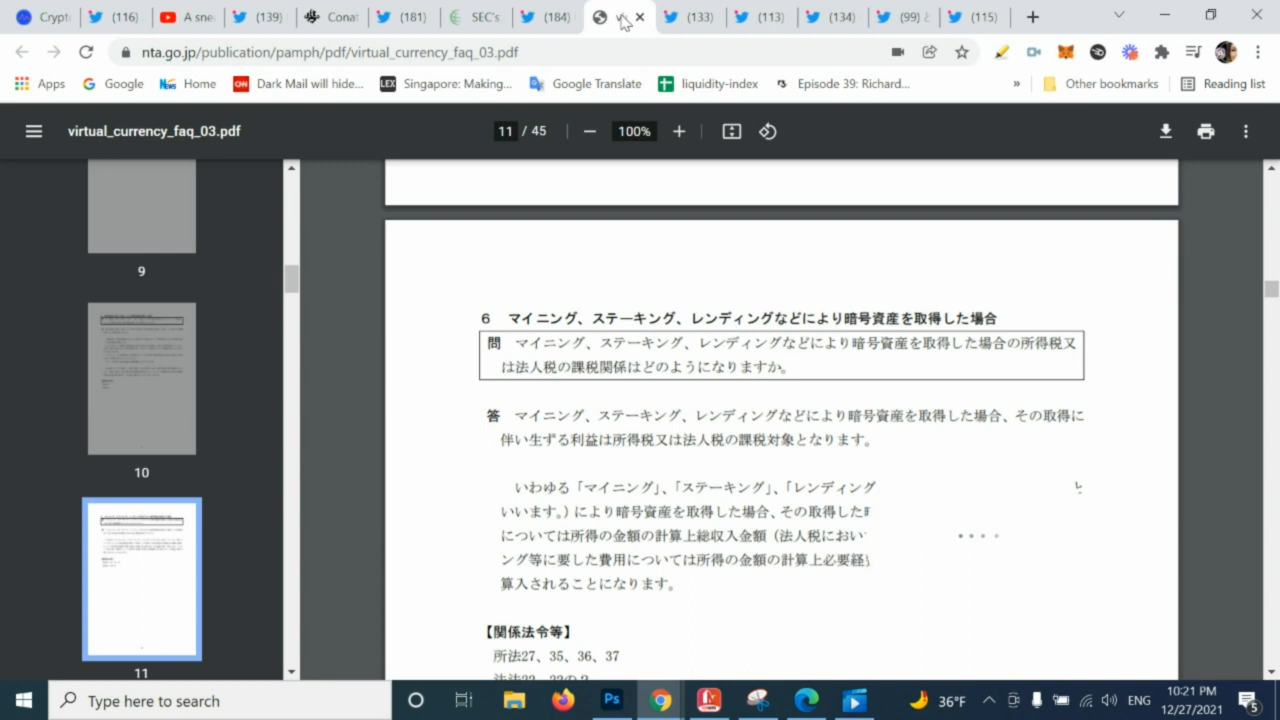 Crypt
(116)
A sne
(139)
Conat
(181)
SEC's
(184)
(133)
(113)
(134)
(99)
(115)
nta.go.jp/publication/pamph/pdf/virtual_currency_faq_03.pdf
Apps
Google
Home
Dark Mail will hide...
Singapore: Making...
Google Translate
liquidity-index
Episode 39: Richard...
»
Other bookmarks
Reading list
virtual_currency_faq_03.pdf
11 / 45
100%
9
10
11
6 マイニング、ステーキング、レンディングなどにより暗号資産を取得した場合
問 マイニング、ステーキング、レンディングなどにより暗号資産を取得した場合の所得税又
は法人税の課税関係はどのようになりますか。
答 マイニング、ステーキング、レンディングなどにより暗号資産を取得した場合、その取得に
伴い生ずる利益は所得税又は法人税の課税対象となります。
いわゆる「マイニング」、「ステーキング」、「レンディング
いいます。）により暗号資産を取得した場合、その取得した
については所得の金額の計算上総収入金額（法人税におい
ング等に要した費用については所得の金額の計算上必要経
算入されることになります。
【関係法令等】
所法27、35、36、37
Type here to search
36°F
ENG
10:21 PM
12/27/2021
5